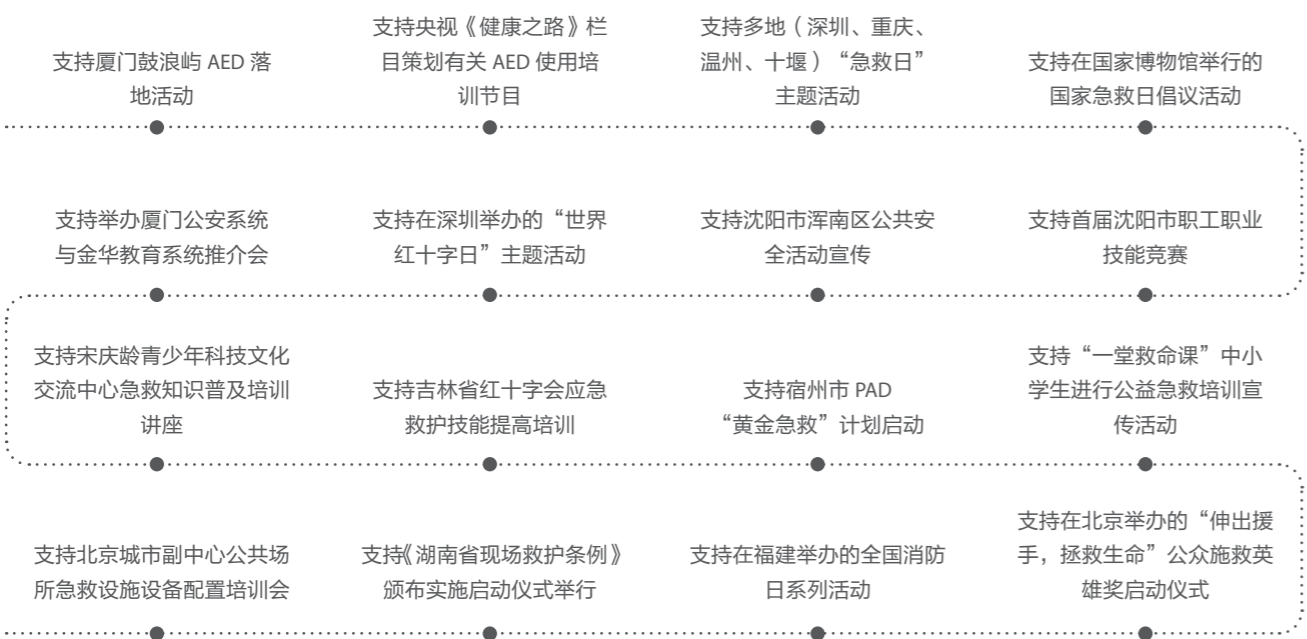 支持厦门鼓浪屿 AED 落
地活动
支持央视《健康之路》栏
目策划有关 AED 使用培
训节目
支持多地（深圳、重庆、
温州、十堰）“急救日”
主题活动
支持在国家博物馆举行的
国家急救日倡议活动
支持举办厦门公安系统
与金华教育系统推介会
支持在深圳举办的“世界
红十字日”主题活动
支持沈阳市浑南区公共安
全活动宣传
支持首届沈阳市职工职业
技能竞赛
支持宋庆龄青少年科技文化
交流中心急救知识普及培训
讲座
支持吉林省红十字会应急
救护技能提高培训
支持宿州市 PAD
“黄金急救”计划启动
支持“一堂救命课”中小
学生进行公益急救培训宣
传活动
支持北京城市副中心公共场
所急救设施设备配置培训会
支持《湖南省现场救护条例》
颁布实施启动仪式举行
支持在福建举办的全国消防
日系列活动
支持在北京举办的“伸出援
手，拯救生命”公众施救英
雄奖启动仪式